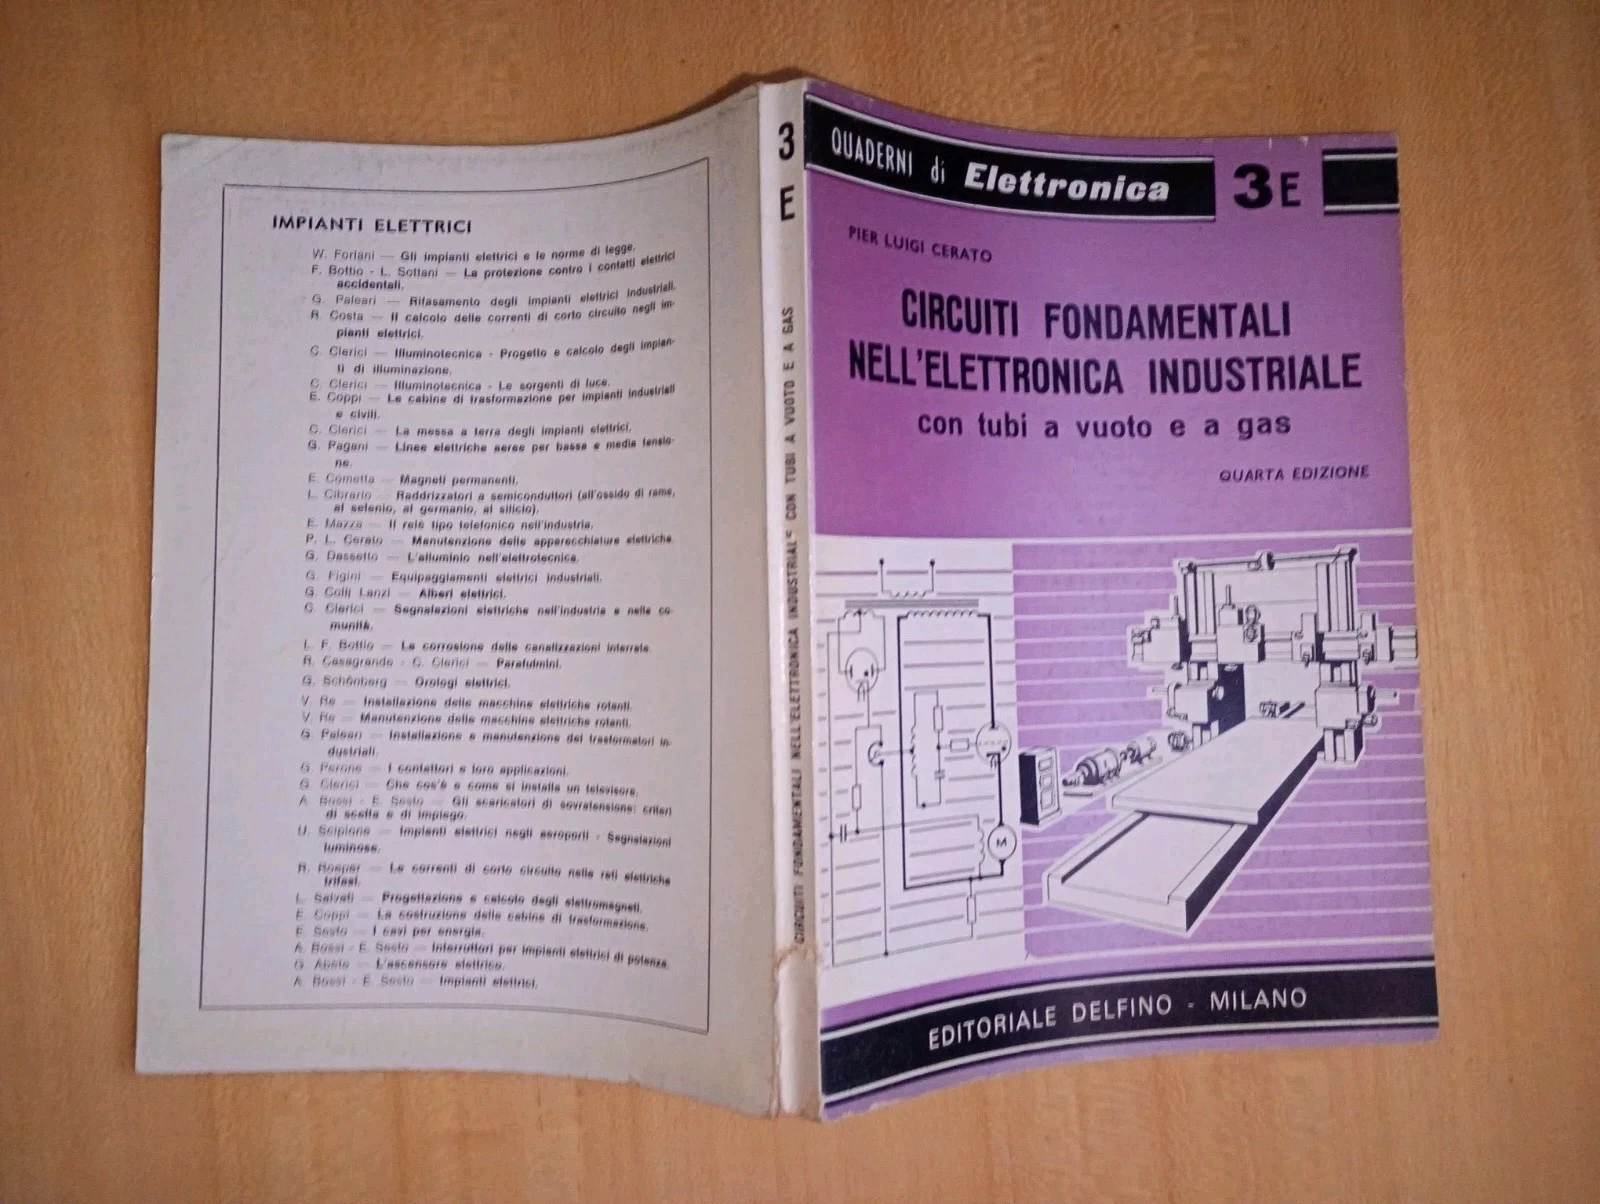 IMPIANTI ELETTRICI
W. Forlani — Gli impianti elettrici e le norme di legge.
F. Bottio - L. Sottani — La protezione contro i contatti elettrici
accidentali.
G. Paleari — Rifasamento degli impianti elettrici industriali.
R. Costa — Il calcolo delle correnti di corto circuito negli im-
pianti elettrici.
C. Clerici — Illuminotecnica - Progetto e calcolo degli impian-
ti di illuminazione.
C. Clerici — Illuminotecnica - Le sorgenti di luce.
E. Coppi — Le cabine di trasformazione per impianti industriali
e civili.
C. Clerici — La messa a terra degli impianti elettrici.
G. Pagani — Linee elettriche aeree per bassa e media tensio-
ne.
E. Cometta — Magneti permanenti.
L. Cibrario — Raddrizzatori a semiconduttori (all'ossido di rame,
al selenio, al germanio, al silicio).
E. Mazza — Il relè tipo telefonico nell'industria.
P. L. Cerato — Manutenzione delle apparecchiature elettriche.
G. Dassetto — L'alluminio nell'elettrotecnica.
G. Figini — Equipaggiamenti elettrici industriali.
G. Colli Lanzi — Alberi elettrici.
C. Clerici — Segnalazioni elettriche nell'industria e nella co-
munità.
L. F. Bottio — La corrosione delle canalizzazioni interrate.
R. Casagrande - C. Clerici — Parafulmini.
G. Schönberg — Orologi elettrici.
V. Re — Installazione delle macchine elettriche rotanti.
V. Re — Manutenzione delle macchine elettriche rotanti.
G. Paleari — Installazione e manutenzione dei trasformatori in-
dustriali.
G. Perone — I contattori e loro applicazioni.
C. Clerici — Che cos'è e come si installa un televisore.
A. Bossi - E. Sesto — Gli scaricatori di sovratensione: criteri
di scelta e di impiego.
U. Scipione — Impianti elettrici negli aeroporti - Segnalazioni
luminose.
R. Roeper — Le correnti di corto circuito nelle reti elettriche
trifasi.
L. Salvati — Progettazione e calcolo degli elettromagneti.
E. Coppi — La costruzione delle cabine di trasformazione.
E. Sesto — I cavi per energia.
A. Bossi - E. Sesto — Interruttori per impianti elettrici di potenza.
G. Abete — L'ascensore elettrico.
A. Bossi - E. Sesto — Impianti elettrici.
3
E
CIRCUITI FONDAMENTALI NELL'ELETTRONICA INDUSTRIALE CON TUBI A VUOTO E A GAS
QUADERNI di Elettronica
3E
PIER LUIGI CERATO
CIRCUITI FONDAMENTALI
NELL'ELETTRONICA INDUSTRIALE
con tubi a vuoto e a gas
QUARTA EDIZIONE
M
EDITORIALE DELFINO - MILANO